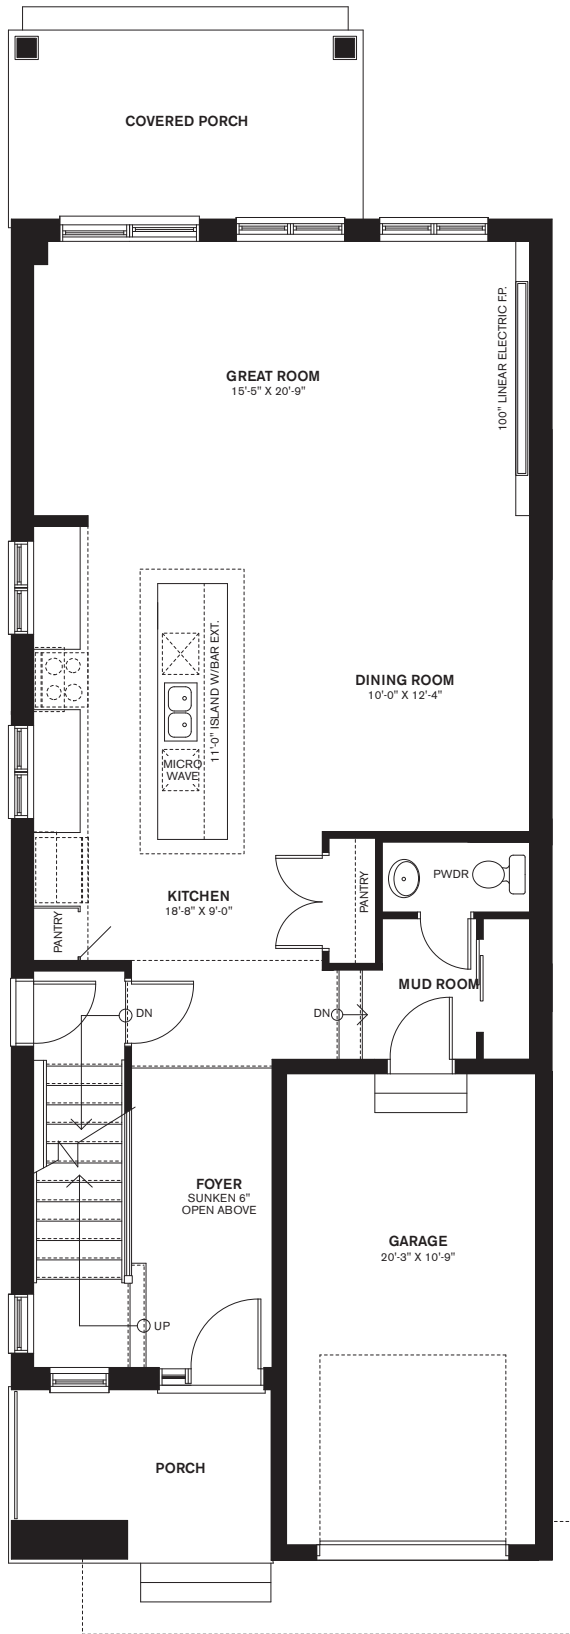 COVERED PORCH
100" LINEAR ELECTRIC F.P.
GREAT ROOM
15'-5" X 20'-9"
11'-0" ISLAND W/BAR EXT.
DINING ROOM
10'-0" X 12'-4"
MICRO
WAVE
KITCHEN
18'-8" X 9'-0"
PANTRY
PWDR
PANTRY
MUD ROOM
DN
DN
FOYER
SUNKEN 6"
OPEN ABOVE
GARAGE
20'-3" X 10'-9"
UP
PORCH